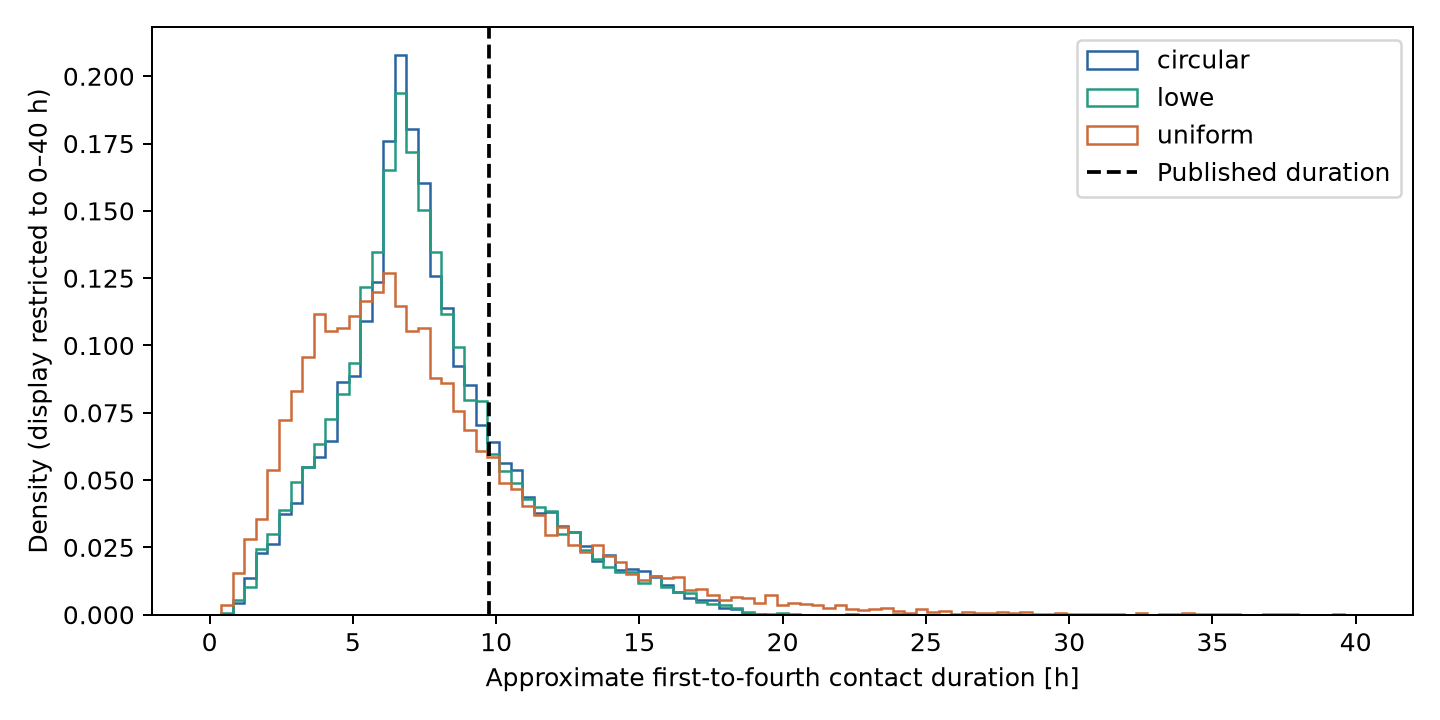 Density (display restricted to 0–40 h)
0.200
0.175
0.150
0.125
0.100
0.075
0.050
0.025
0.000
circular
lowe
uniform
Published duration
0 5 10 15 20 25 30 35 40
Approximate first-to-fourth contact duration [h]